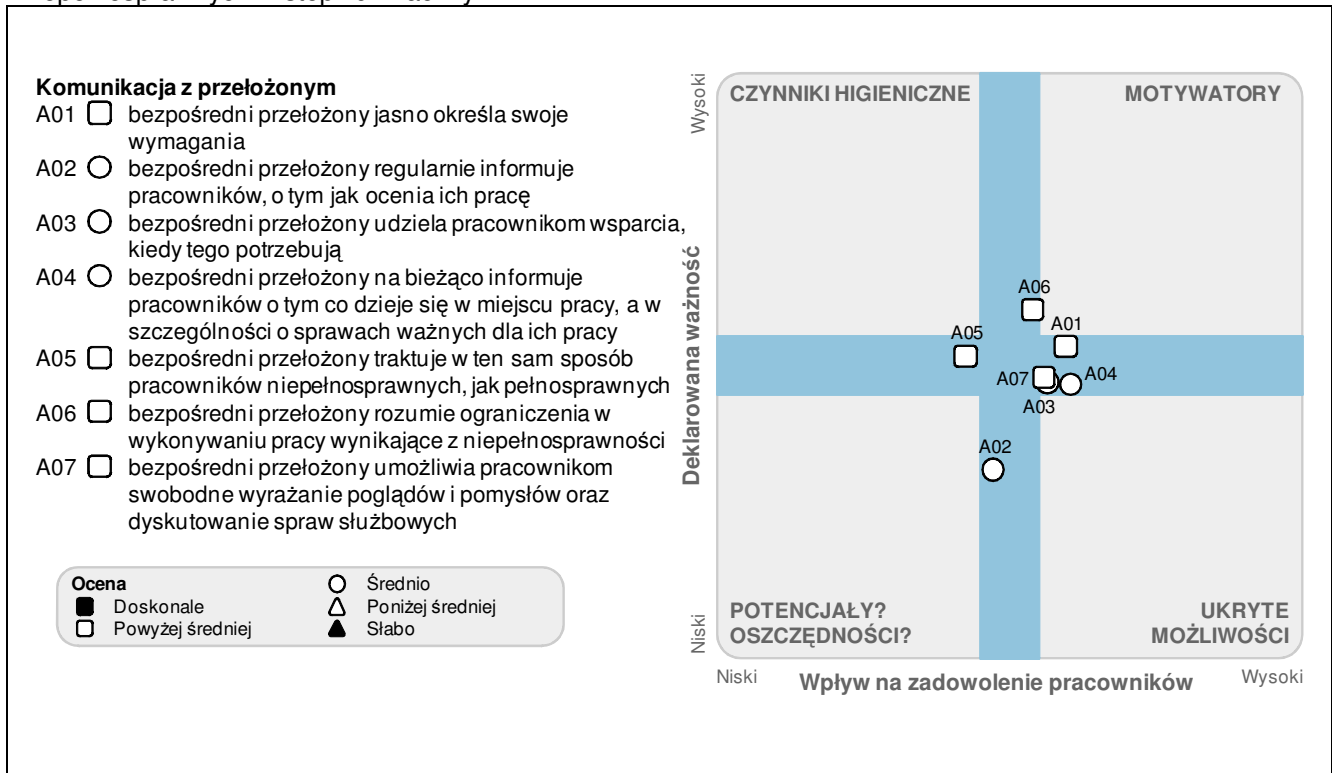 Komunikacja z przełożonym
A01 bezpośredni przełożony jasno określa swoje
wymagania
A02 bezpośredni przełożony regularnie informuje
pracowników, o tym jak ocenia ich pracę
A03 bezpośredni przełożony udziela pracownikom wsparcia,
kiedy tego potrzebują
A04 bezpośredni przełożony na bieżąco informuje
pracowników o tym co dzieje się w miejscu pracy, a w
szczególności o sprawach ważnych dla ich pracy
A05 bezpośredni przełożony traktuje w ten sam sposób
pracowników niepełnosprawnych, jak pełnosprawnych
A06 bezpośredni przełożony rozumie ograniczenia w
wykonywaniu pracy wynikające z niepełnosprawności
A07 bezpośredni przełożony umożliwia pracownikom
swobodne wyrażanie poglądów i pomysłów oraz
dyskutowanie spraw służbowych
Ocena
Doskonale
Powyżej średniej
Średnio
Poniżej średniej
Słabo
Wysoki
Deklarowana ważność
Niski
CZYNNIKI HIGIENICZNE
MOTYWATORY
A06
A01
A05
A07
A04
A03
A02
POTENCJAŁY?
OSZCZĘDNOŚCI?
UKRYTE
MOŻLIWOŚCI
Niski
Wpływ na zadowolenie pracowników
Wysoki